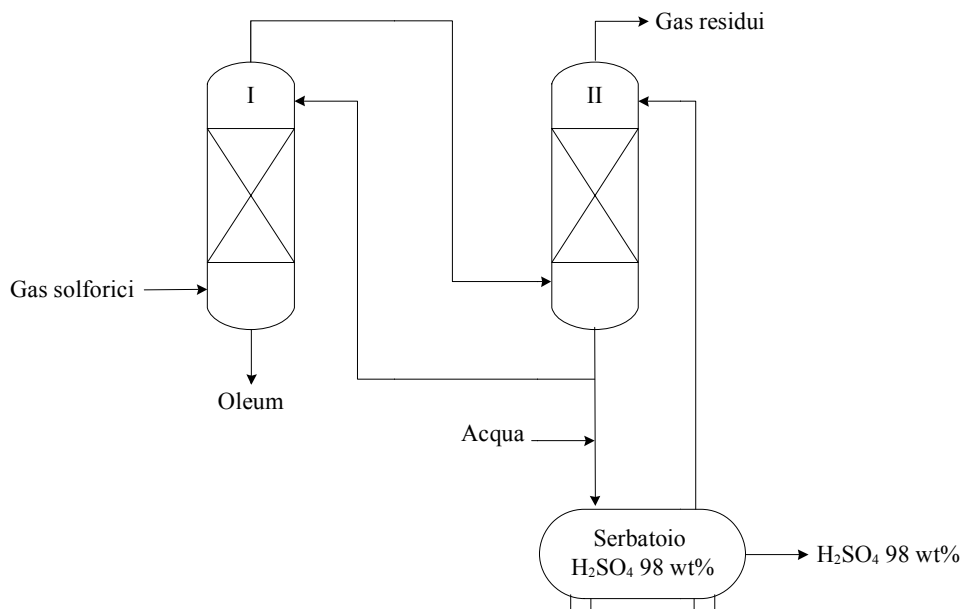 Gas residui
I
II
Gas solforici
Oleum
Acqua
Serbatoio
H₂SO₄ 98 wt%
H₂SO₄ 98 wt%